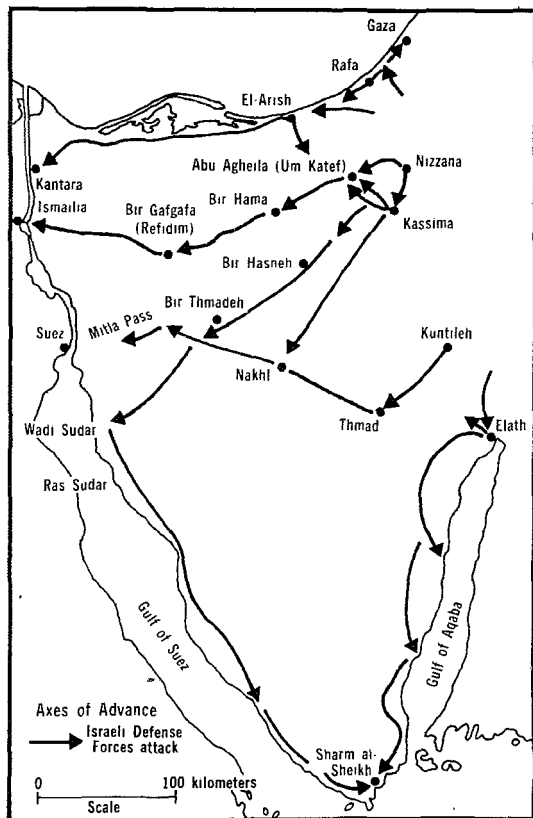 Gaza
Rafa
El-Arish
Abu Agheila (Um Katef)
Nizzana
Kantara
Ismailia
Bir Hama
Bir Gafgafa
(Refidim)
Kassima
Bir Hasneh
Bir Thmadeh
Mitla Pass
Suez
Kuntileh
Nakhl
Thmad
Wadi Sudar
Elath
Ras Sudar
Gulf of Suez
Gulf of Aqaba
Axes of Advance
Israeli Defense
Forces attack
Sharm al-
Sheikh
0 100 kilometers
Scale